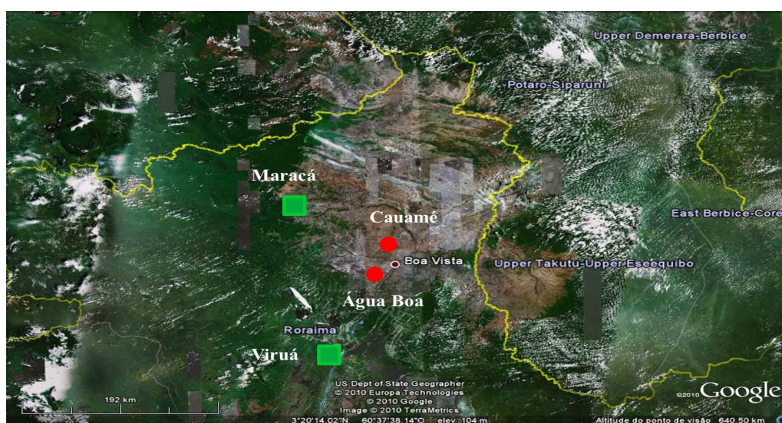 Upper Demerara-Berbice
Potaro-Siparuni
Maracá
Cauamé
East Berbice-Core
Boa Vista
Upper Takutu-Upper Essequibo
Água Boa
Roraima
Viruá
US Dept of State Geographer
© 2010 Europa Technologies
© 2010 Google
Image © 2010 TerraMetrics
©2010 Google
192 km
3°20'14.02"N 60°37'38.14"O elev. 104 m
Altitude do ponto de visão 640.50 km